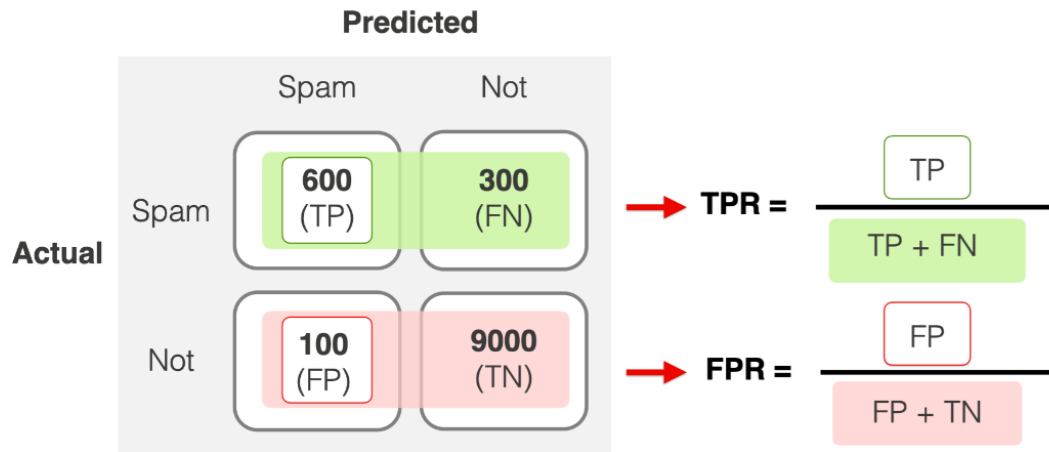 Predicted
Spam Not
600 300
(TP) (FN)
Spam
TPR =
TP
TP + FN
Actual
100 9000
(FP) (TN)
Not
FPR =
FP
FP + TN